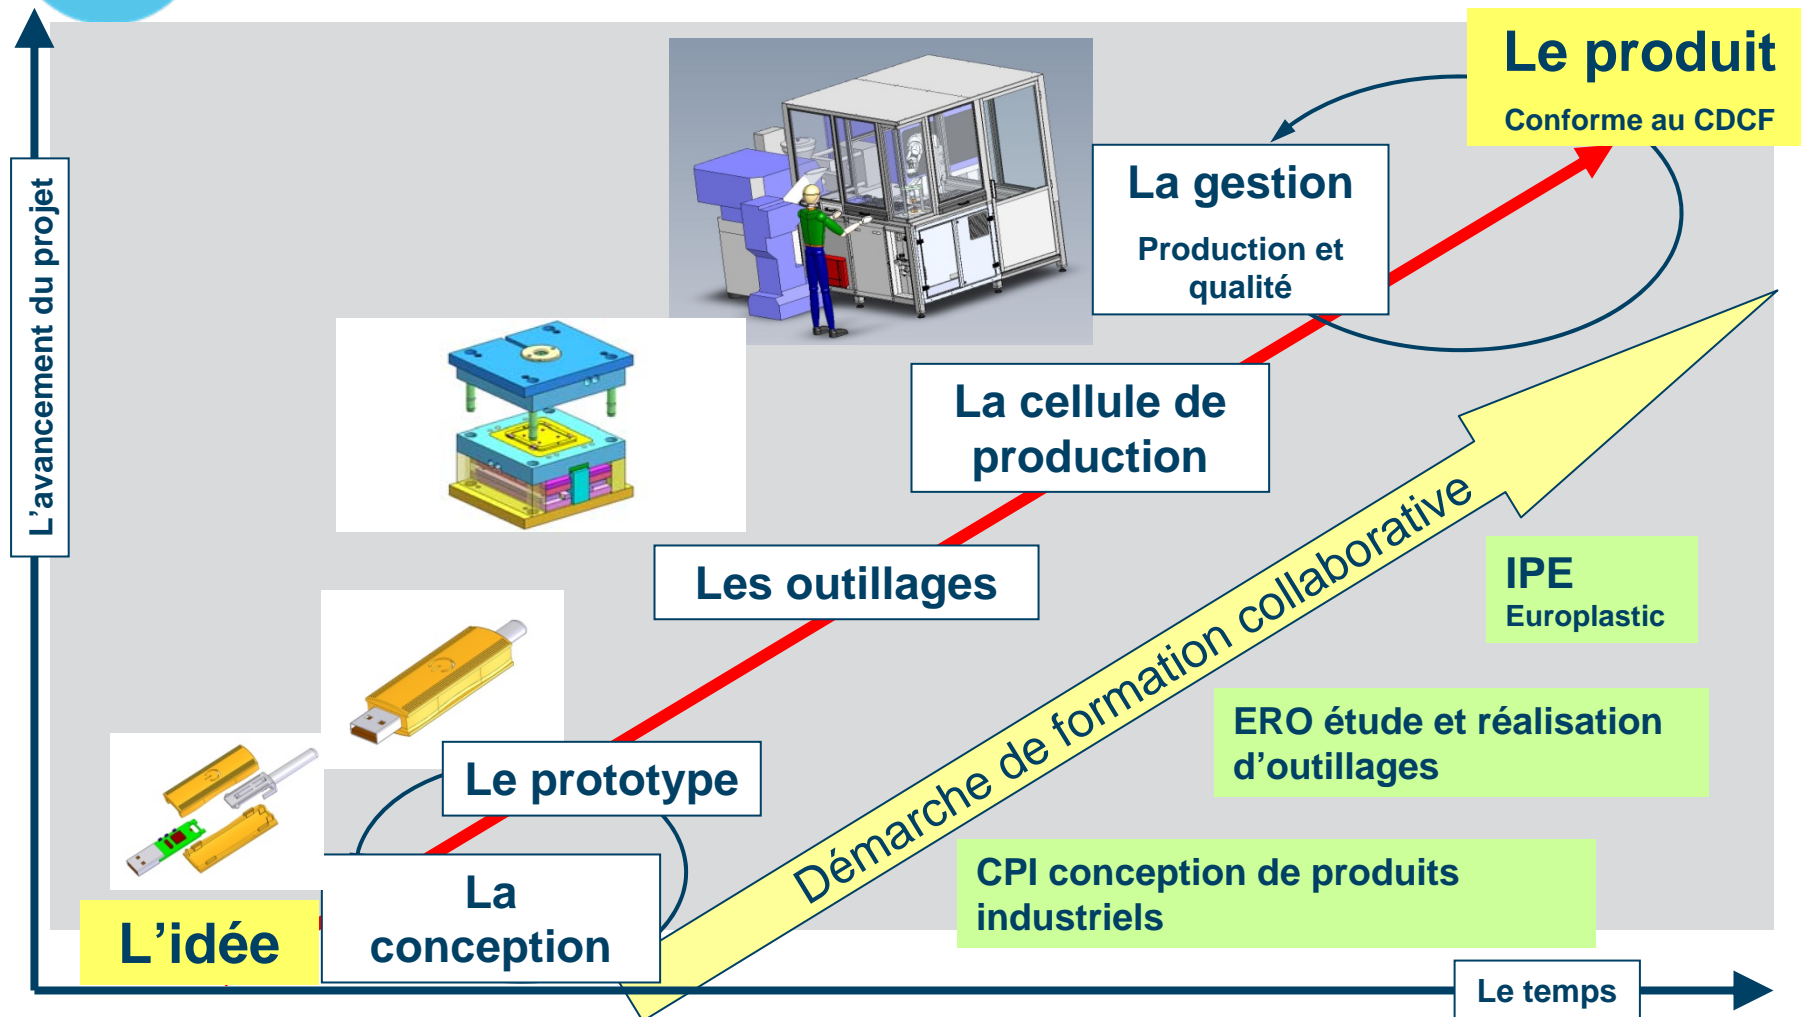 Le produit
Conforme au CDCF
La gestion
Production et
qualité
L’avancement du projet
La cellule de
production
Les outillages
Démarche de formation collaborative
IPE
Europlastic
ERO étude et réalisation
d’outillages
Le prototype
CPI conception de produits
industriels
La
conception
L’idée
Le temps